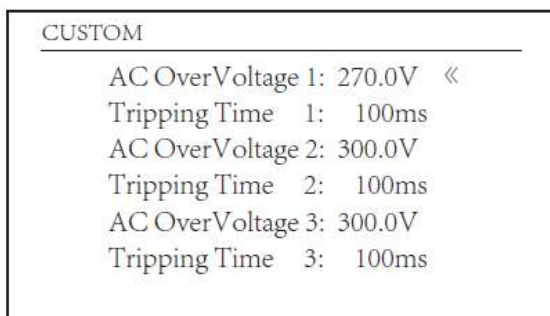 CUSTOM
AC OverVoltage 1: 270.0V «
Tripping Time 1: 100ms
AC OverVoltage 2: 300.0V
Tripping Time 2: 100ms
AC OverVoltage 3: 300.0V
Tripping Time 3: 100ms